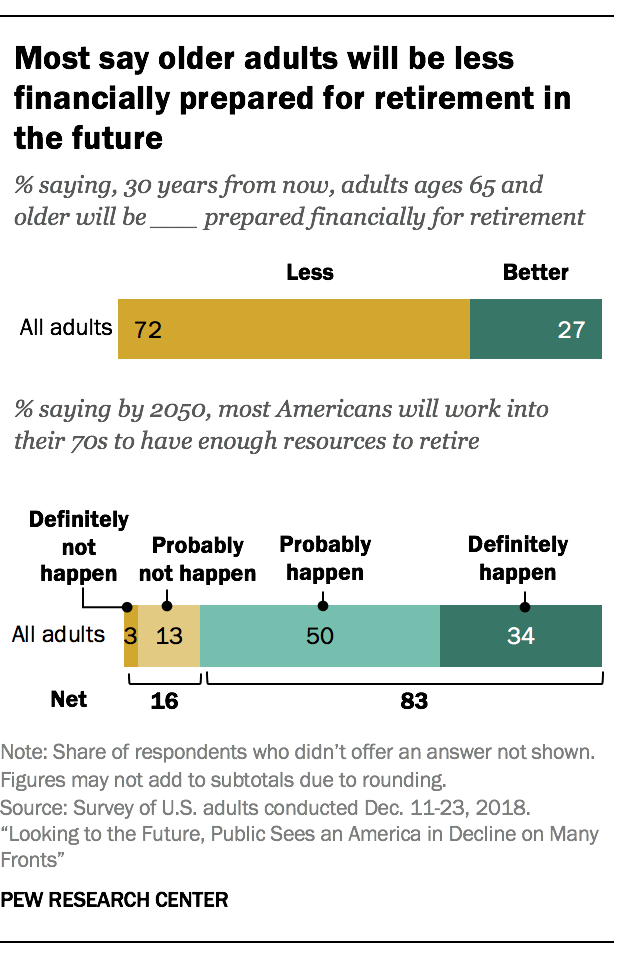 Most say older adults will be less
financially prepared for retirement in
the future
% saying, 30 years from now, adults ages 65 and
older will be ___ prepared financially for retirement
Less Better
All adults 72 27
% saying by 2050, most Americans will work into
their 70s to have enough resources to retire
Definitely
not
happen
Probably
not happen
Probably
happen
Definitely
happen
All adults 3 13 50 34
Net 16 83
Note: Share of respondents who didn’t offer an answer not shown.
Figures may not add to subtotals due to rounding.
Source: Survey of U.S. adults conducted Dec. 11-23, 2018.
“Looking to the Future, Public Sees an America in Decline on Many
Fronts”
PEW RESEARCH CENTER